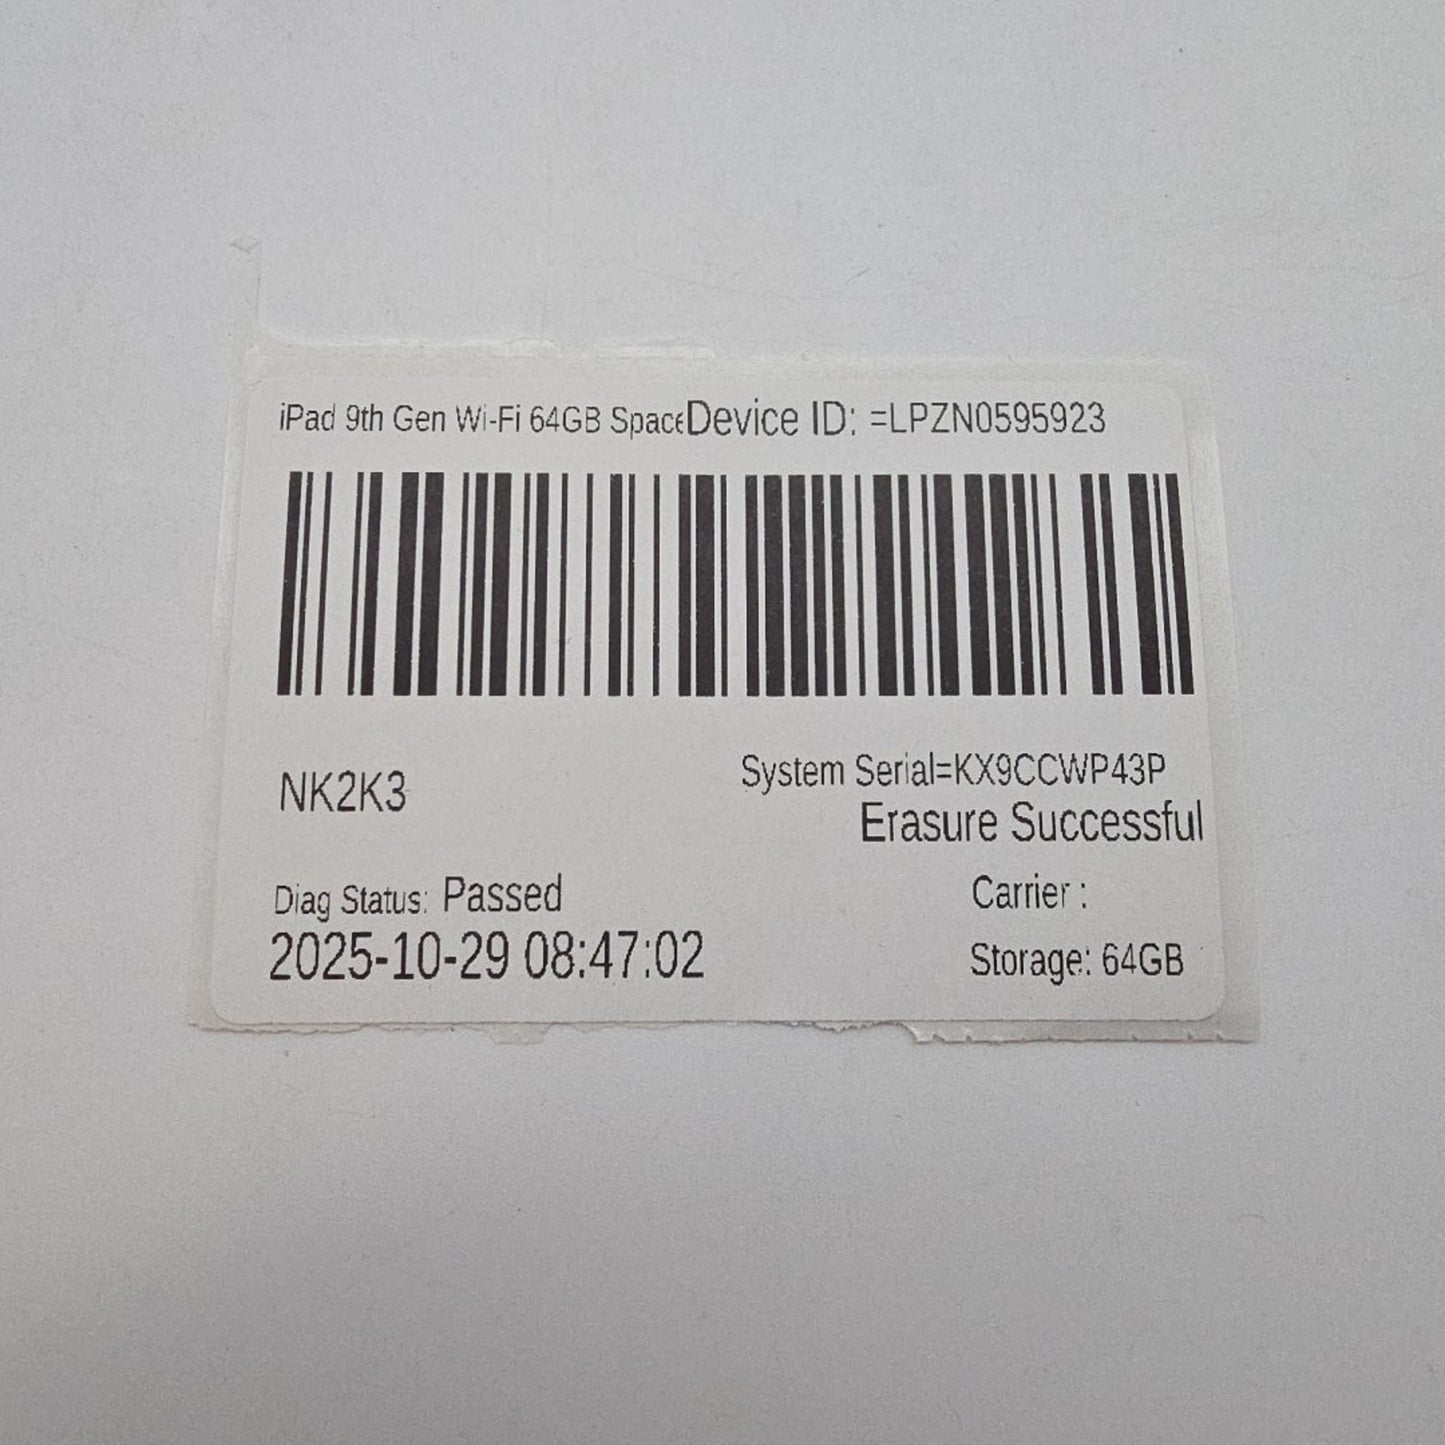 iPad 9th Gen Wi-Fi 64GB Space Device ID: =LPZN0595923
NK2K3
System Serial=KX9CCWP43P
Erasure Successful
Diag Status: Passed
Carrier :
2025-10-29 08:47:02
Storage: 64GB